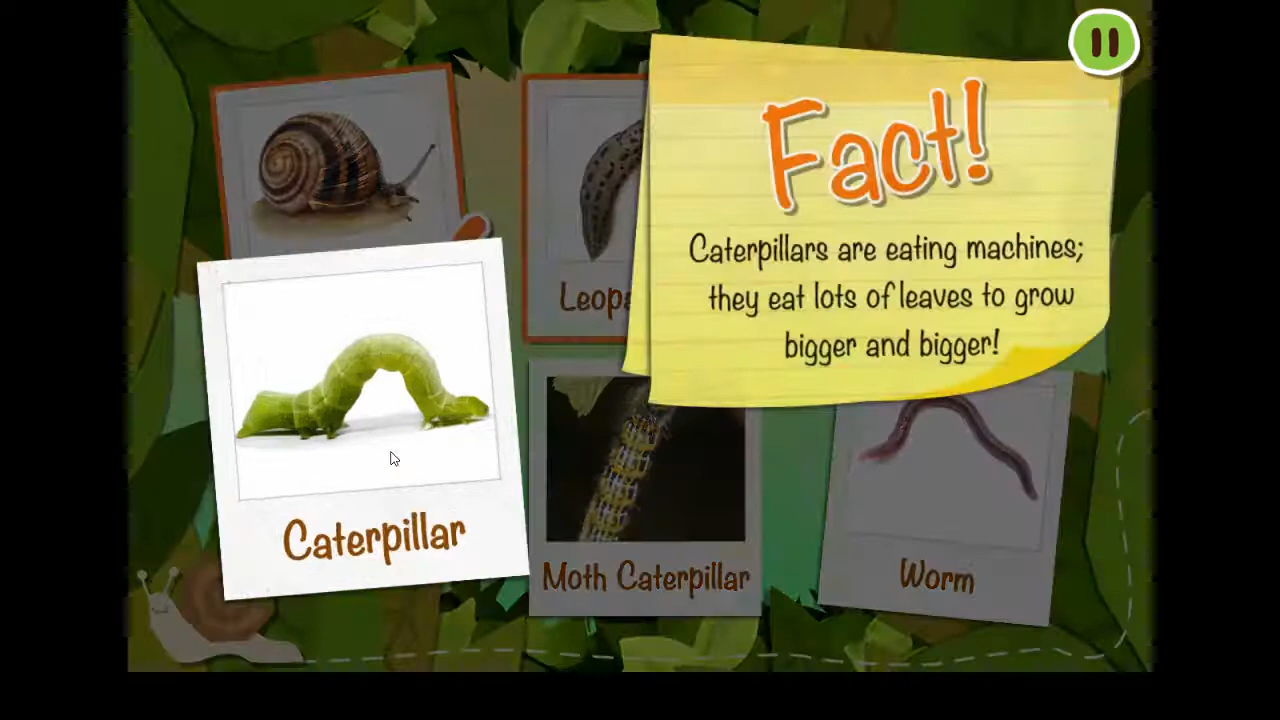 Fact!
Caterpillars are eating machines;
they eat lots of leaves to grow
bigger and bigger!
Caterpillar
Moth Caterpillar
Worm